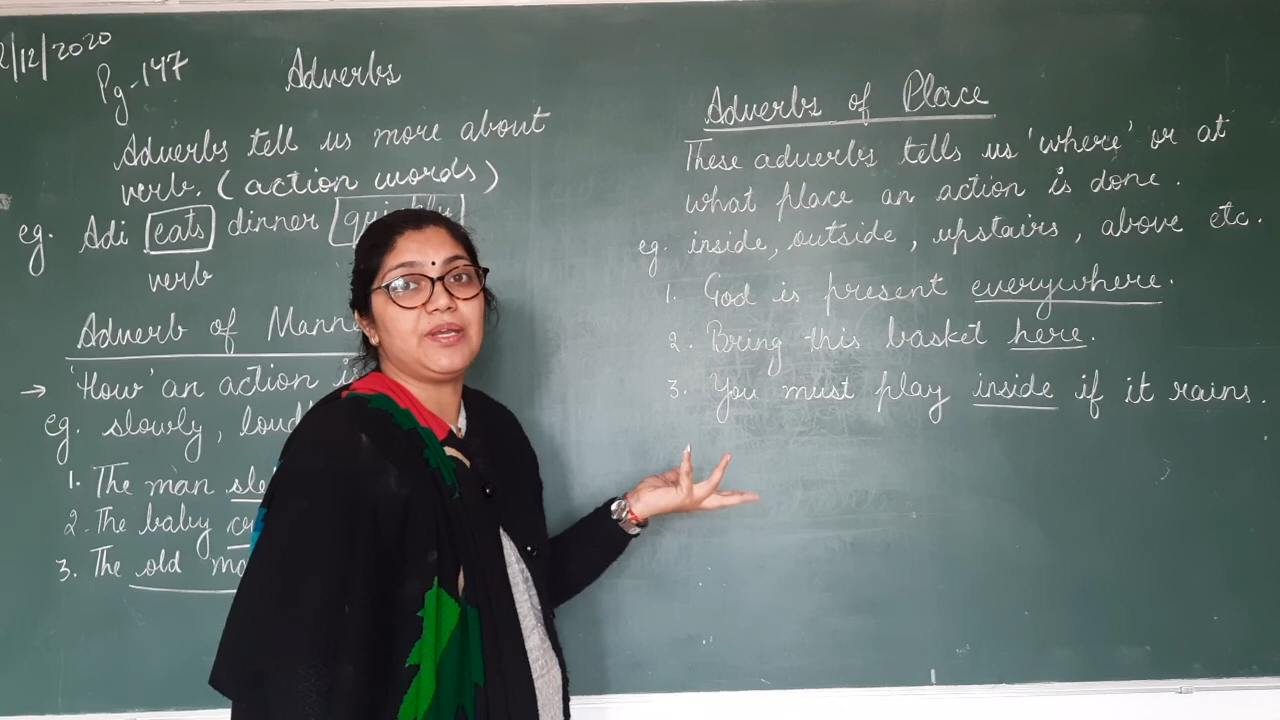 2/12/2020
Pg-147
Adverbs
Adverbs tell us more about
verb. (action words)
eg. Adi eats dinner quickly
verb
Adverb of
→ 'How' an action is
eg. slowly,
1. The man
2. The baby
3. The old
Adverbs of Place
These adverbs tells us 'where' or at
what place an action is done.
eg. inside, outside, upstairs, above etc.
1. God is present everywhere.
2. Bring this basket here.
3. You must play inside if it rains.